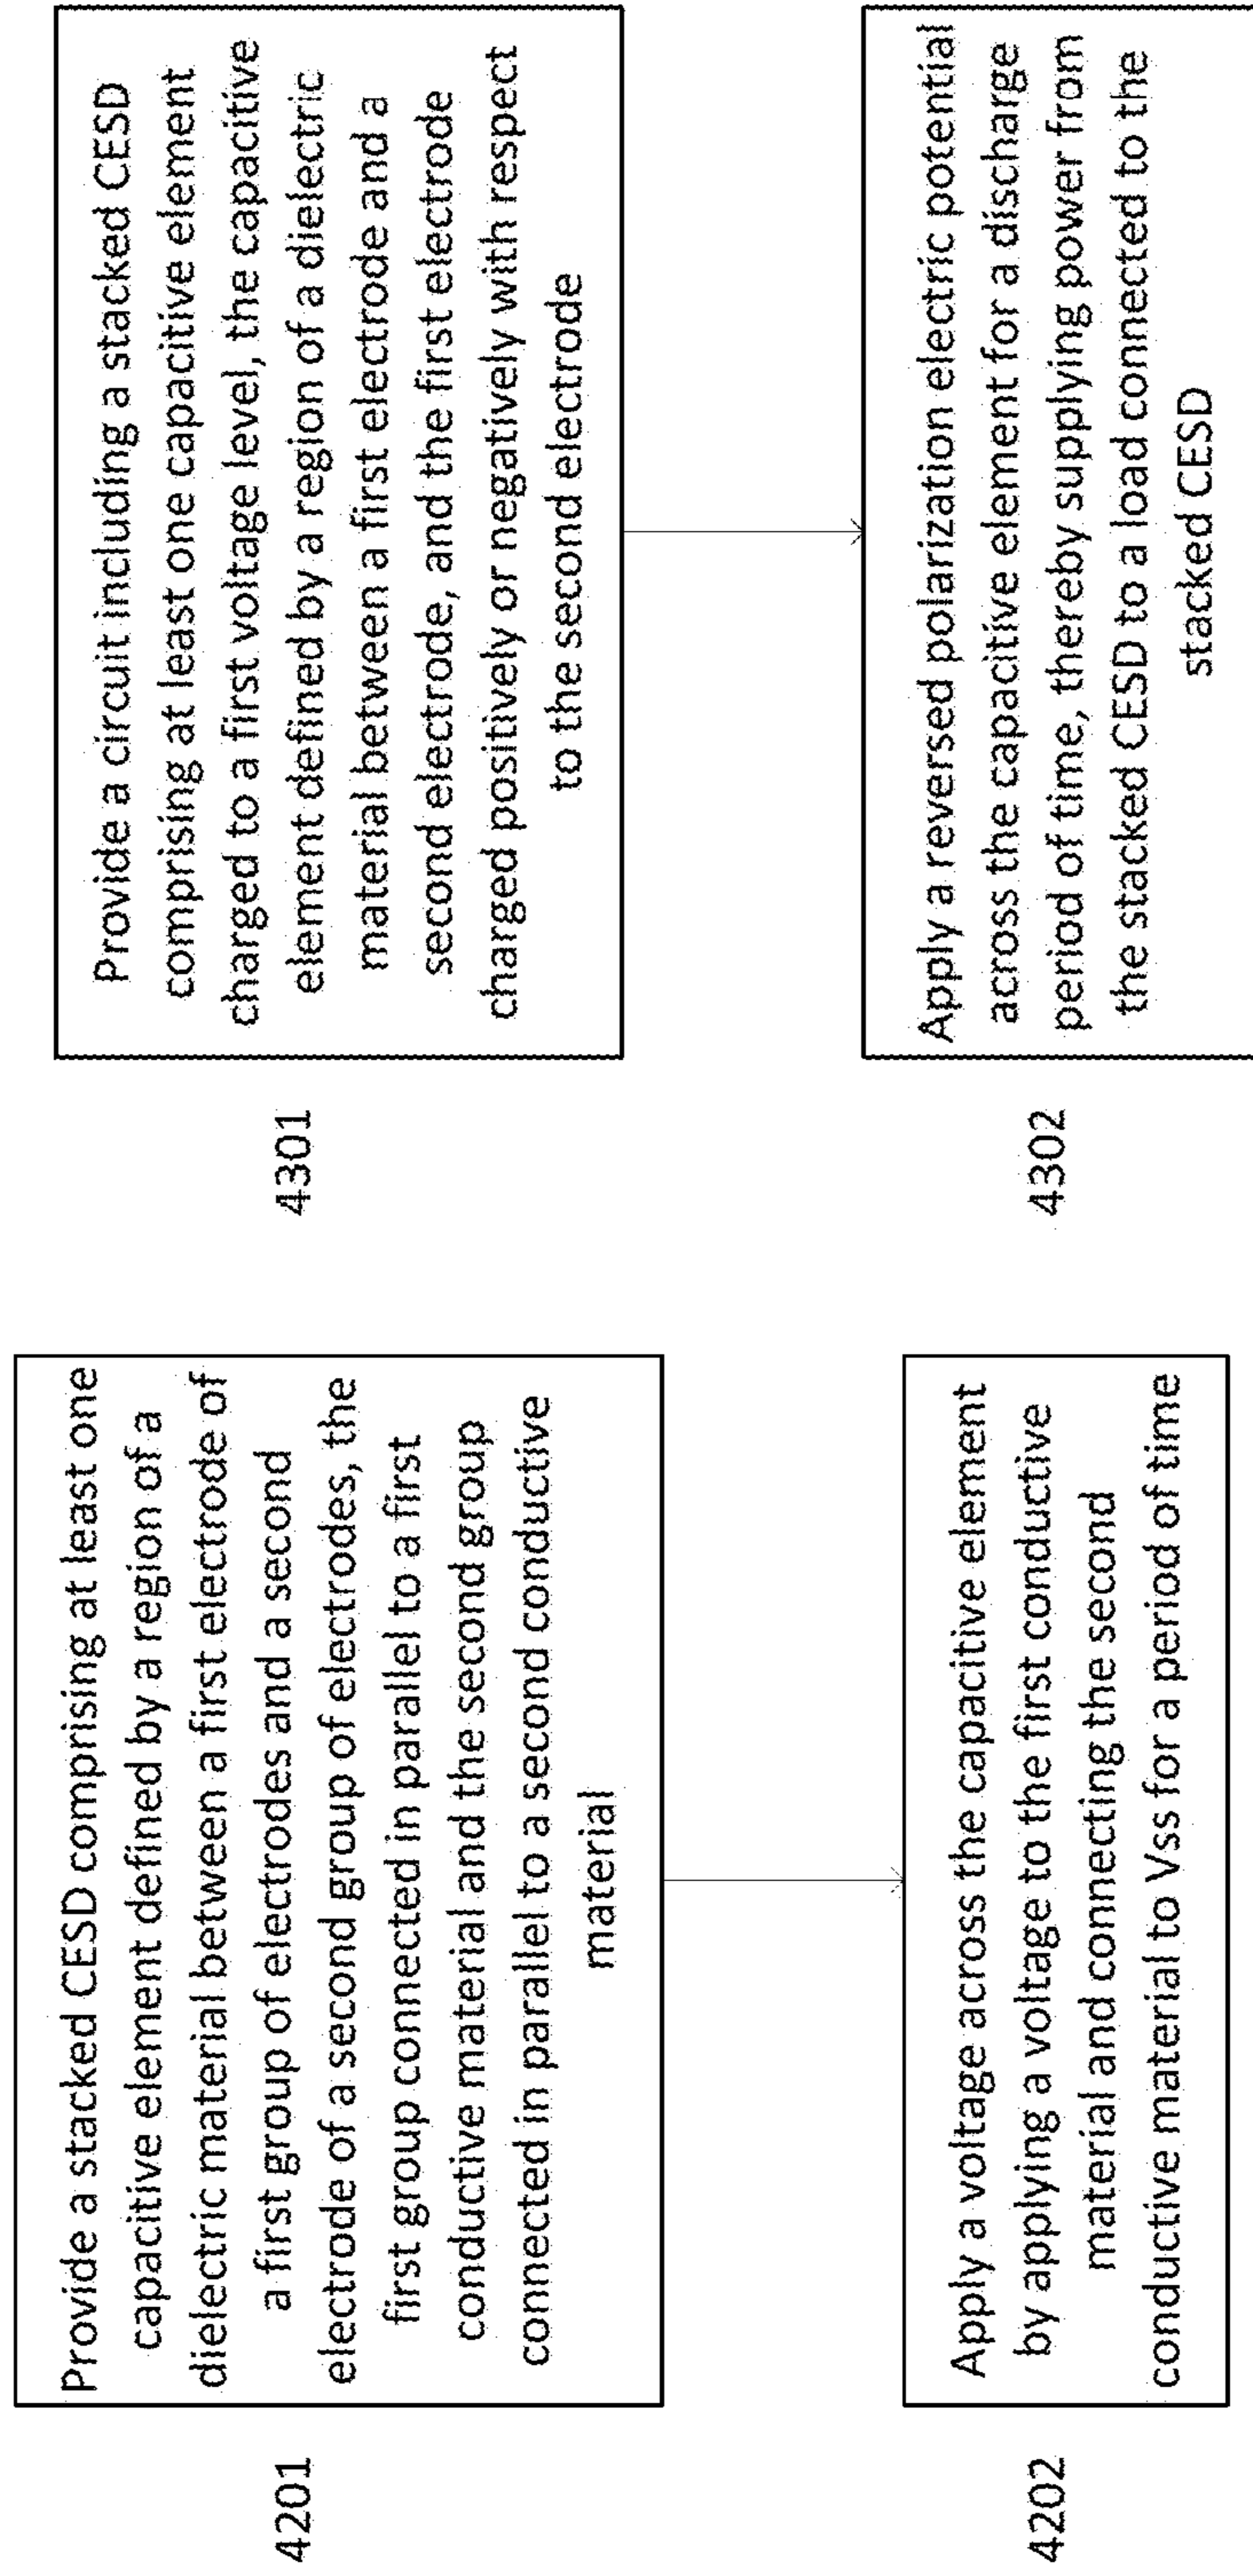 4201
Provide a stacked CESD comprising at least one
capacitive element defined by a region of a
dielectric material between a first electrode of
a first group of electrodes and a second
electrode of a second group of electrodes, the
first group connected in parallel to a first
conductive material and the second group
connected in parallel to a second conductive
material
4202
Apply a voltage across the capacitive element
by applying a voltage to the first conductive
material and connecting the second
conductive material to Vss for a period of time
4301
Provide a circuit including a stacked CESD
comprising at least one capacitive element
charged to a first voltage level, the capacitive
element defined by a region of a dielectric
material between a first electrode and a
second electrode, and the first electrode
charged positively or negatively with respect
to the second electrode
4302
Apply a reversed polarization electric potential
across the capacitive element for a discharge
period of time, thereby supplying power from
the stacked CESD to a load connected to the
stacked CESD